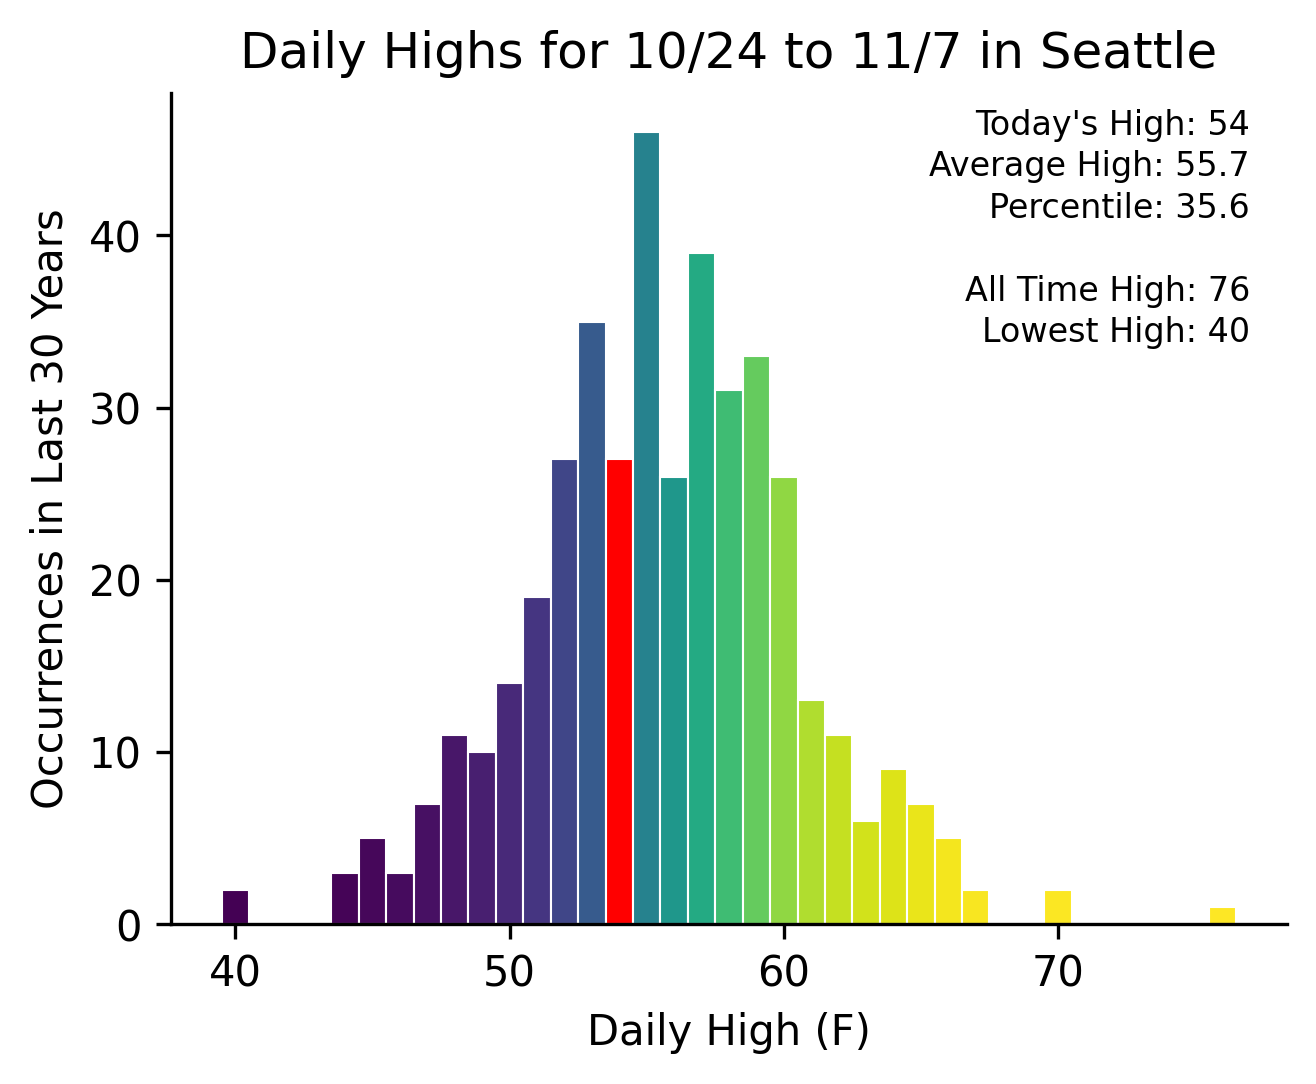 Daily Highs for 10/24 to 11/7 in Seattle
Today's High: 54
Average High: 55.7
Percentile: 35.6
All Time High: 76
Lowest High: 40
Occurrences in Last 30 Years
40
30
20
10
0
40 50 60 70
Daily High (F)